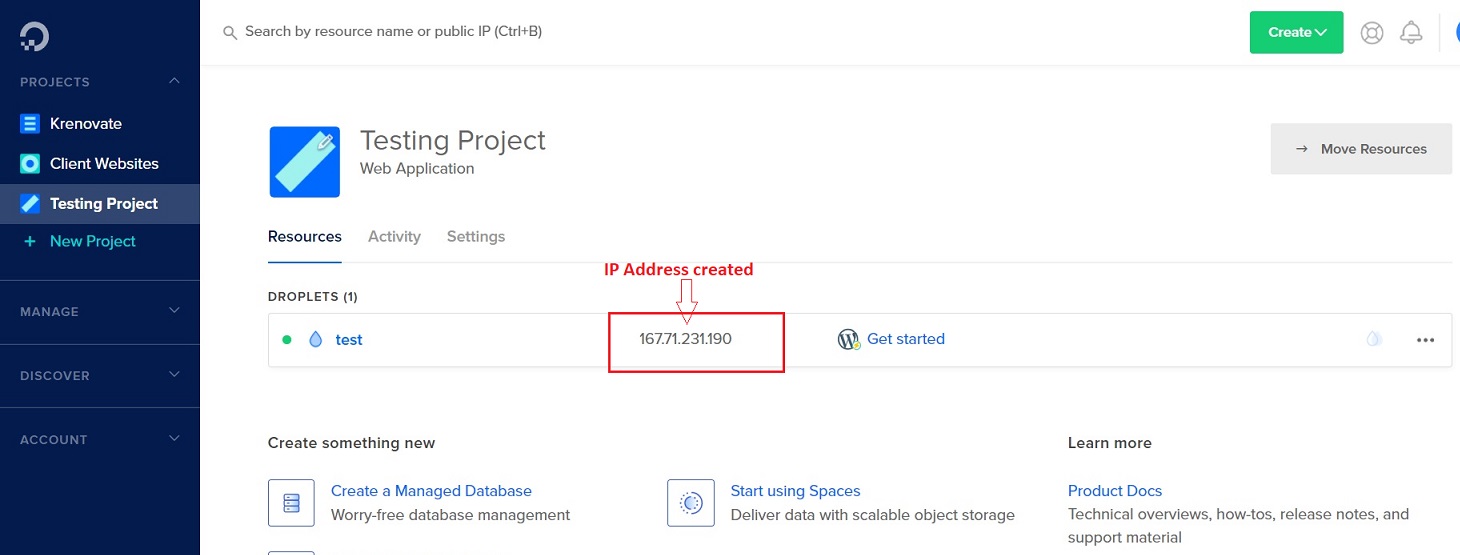 Search by resource name or public IP (Ctrl+B)
Create
PROJECTS
Krenovate
Client Websites
Testing Project
+ New Project
MANAGE
DISCOVER
ACCOUNT
Testing Project
Web Application
→ Move Resources
Resources Activity Settings
IP Address created
DROPLETS (1)
test 167.71.231.190 Get started
Create something new
Create a Managed Database
Worry-free database management
Start using Spaces
Deliver data with scalable object storage
Learn more
Product Docs
Technical overviews, how-tos, release notes, and
support material